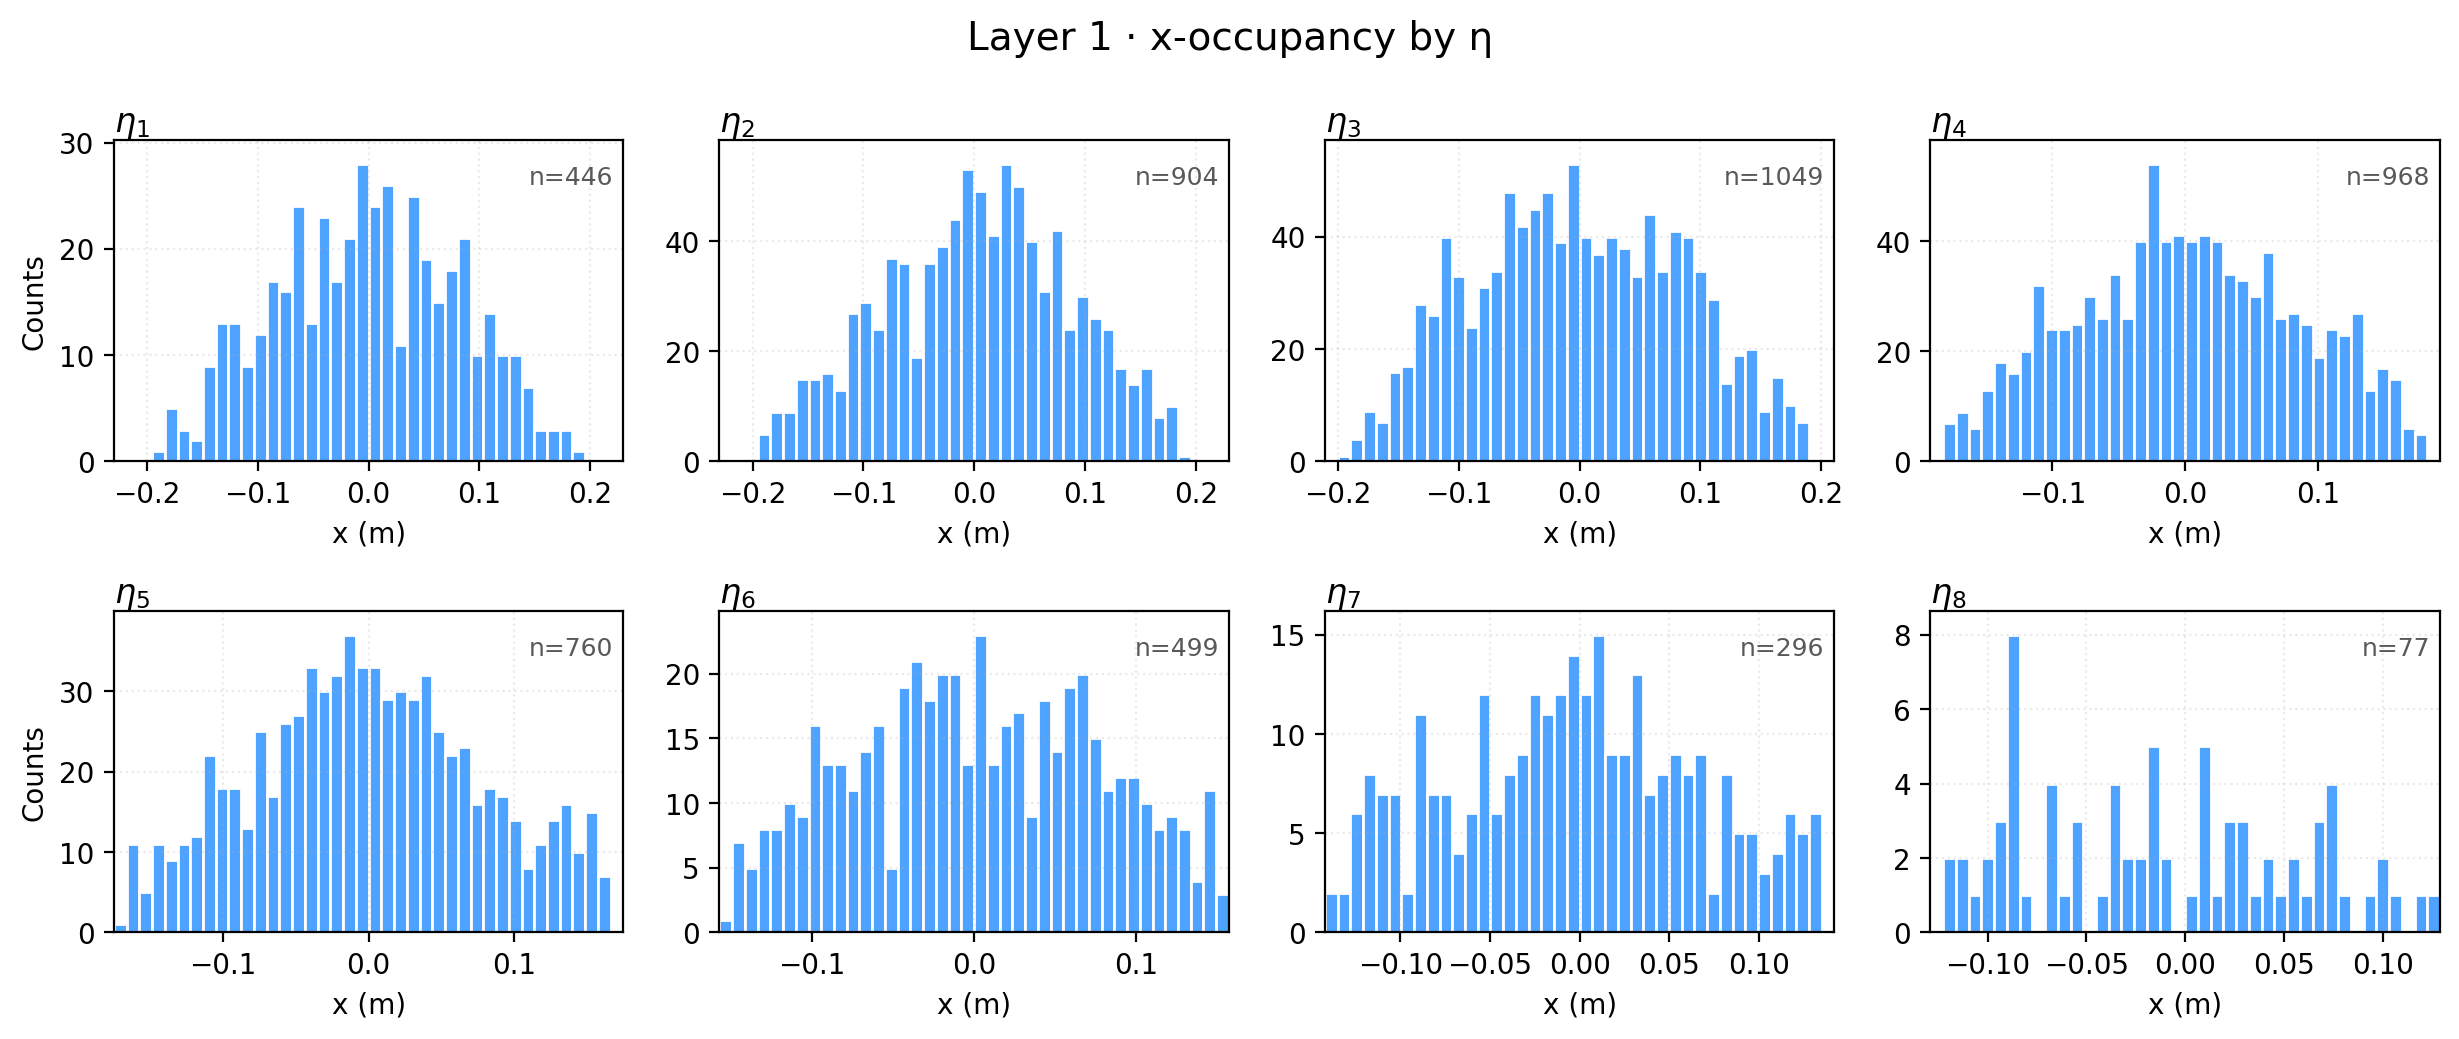 Layer 1 · x-occupancy by η
η1
η2
η3
η4
30
20
10
0
Counts
n=446
−0.2 −0.1 0.0 0.1 0.2
x (m)
40
20
0
n=904
−0.2 −0.1 0.0 0.1 0.2
x (m)
40
20
0
n=1049
−0.2 −0.1 0.0 0.1 0.2
x (m)
40
20
0
n=968
−0.1 0.0 0.1
x (m)
η5
η6
η7
η8
30
20
10
0
Counts
n=760
−0.1 0.0 0.1
x (m)
20
15
10
5
0
n=499
−0.1 0.0 0.1
x (m)
15
10
5
0
n=296
−0.10 −0.05 0.00 0.05 0.10
x (m)
8
6
4
2
0
n=77
−0.10 −0.05 0.00 0.05 0.10
x (m)